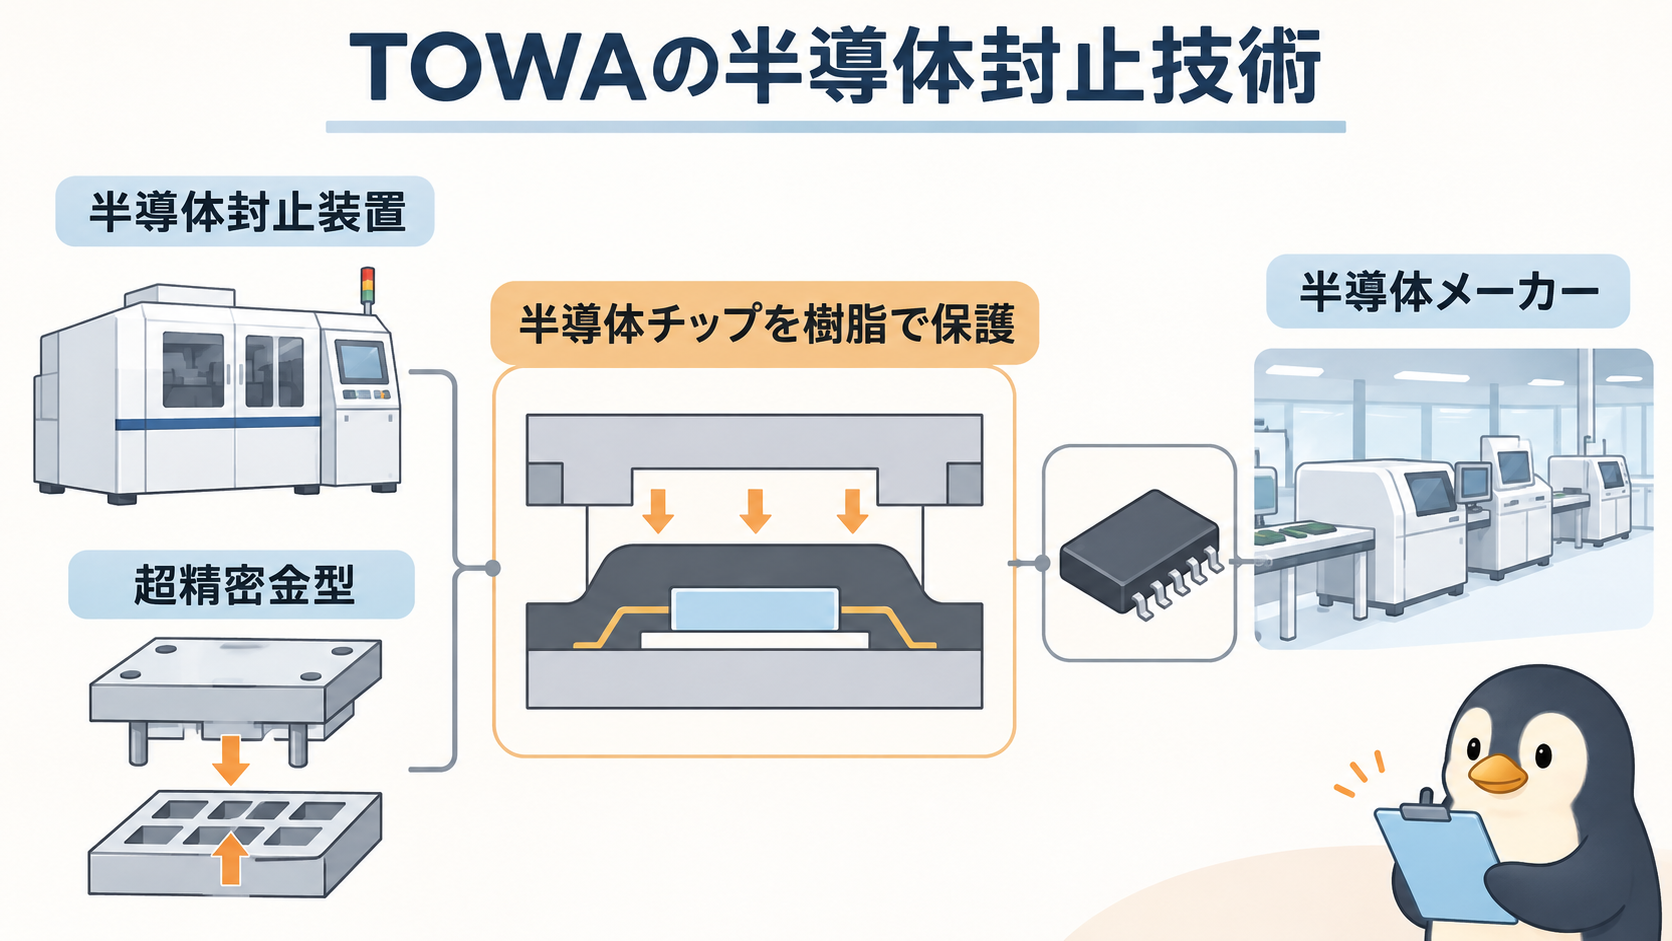 TOWAの半導体封止技術
半導体封止装置
超精密金型
半導体チップを樹脂で保護
半導体メーカー